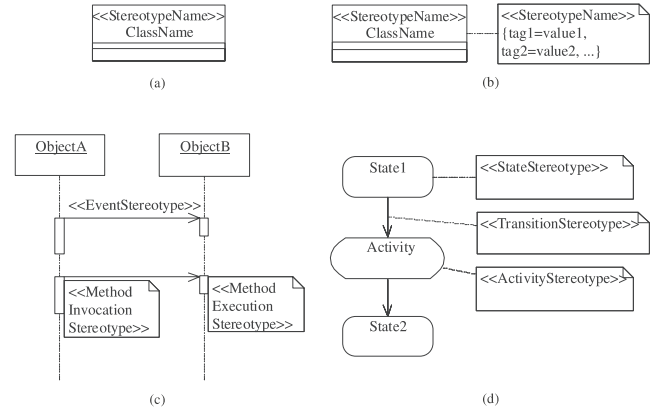 <<StereotypeName>>
ClassName
(a)
<<StereotypeName>>
ClassName
<<StereotypeName>>
{tag1=value1,
tag2=value2, ...}
(b)
ObjectA
ObjectB
<<EventStereotype>>
<<Method
Invocation
Stereotype>>
<<Method
Execution
Stereotype>>
(c)
State1
<<StateStereotype>>
<<TransitionStereotype>>
Activity
<<ActivityStereotype>>
State2
(d)